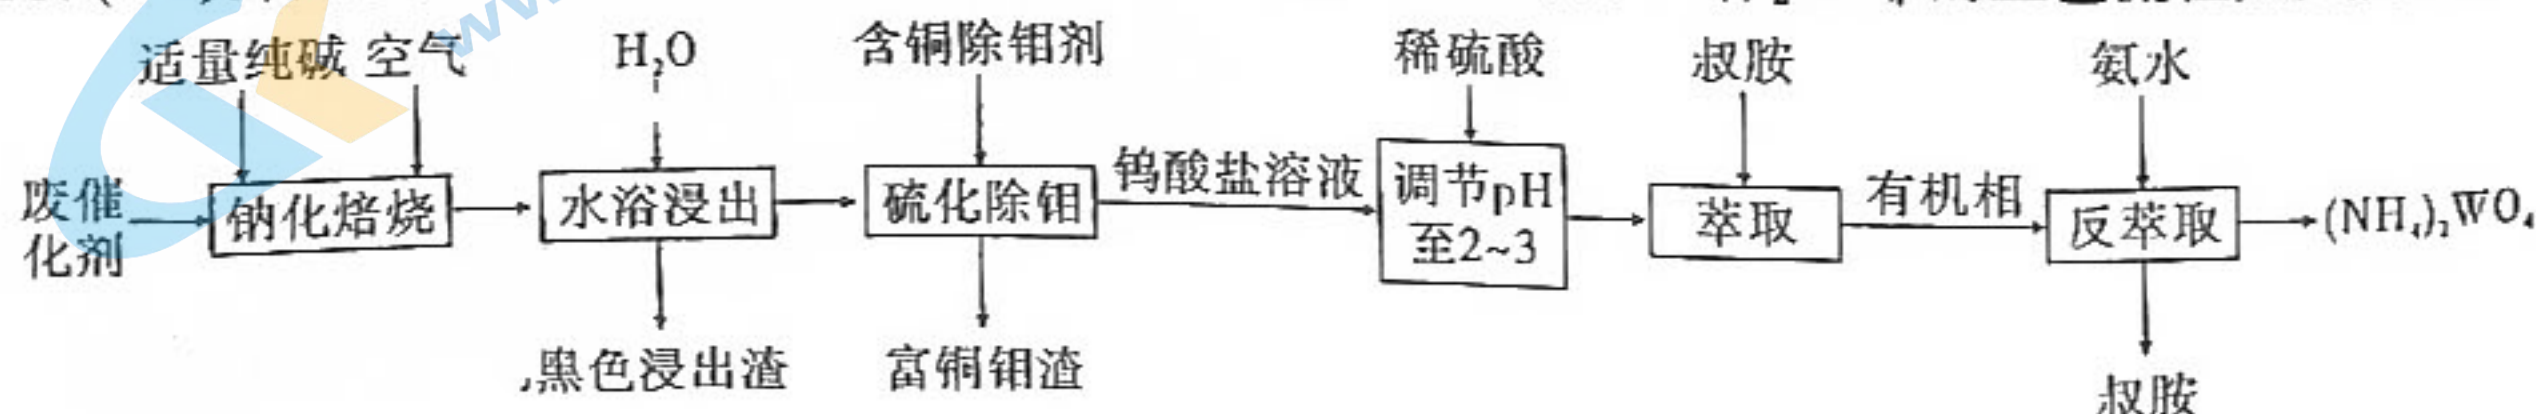 适量纯碱 空气
H₂O
含铜除钼剂
稀硫酸
叔胺
氨水
废催
化剂
钠化焙烧
水浴浸出
硫化除钼
钨酸盐溶液
调节pH
至2~3
萃取
有机相
反萃取
(NH₄)₂WO₄
黑色浸出渣
富铜钼渣
叔胺